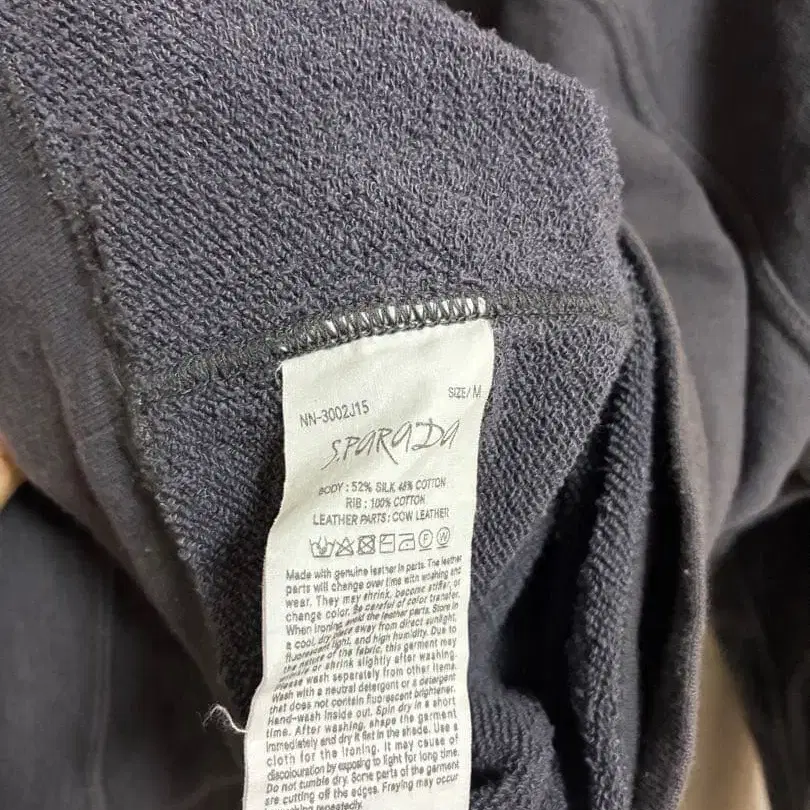 SIZE/ M
NN-3002J15
S.PARADA
BODY : 52% SILK 48% COTTON
RIB : 100% COTTON
LEATHER PARTS : COW LEATHER
F W
Made with genuine leather in parts. The leather
parts will change over time with washing and
wear. They may shrink, become stiffer, or
change color. Be careful of color transfer.
When ironing avoid the leather parts. Store in
a cool, dry place away from direct sunlight,
fluorescent light, and high humidity. Due to
the nature of the fabric, this garment may
wrinkle or shrink slightly after washing.
Please wash separately from other items.
Wash with a neutral detergent or a detergent
that does not contain fluorescent brightener.
Hand-wash inside out. Spin dry in a short
time. After washing, shape the garment
immediately and dry it flat in the shade. Use a
cloth for the ironing. It may cause of
discolouration by exposing to light for long time.
Do not tumble dry. Some parts of the garment
are cutting off the edges. Fraying may occur
repeatedly.